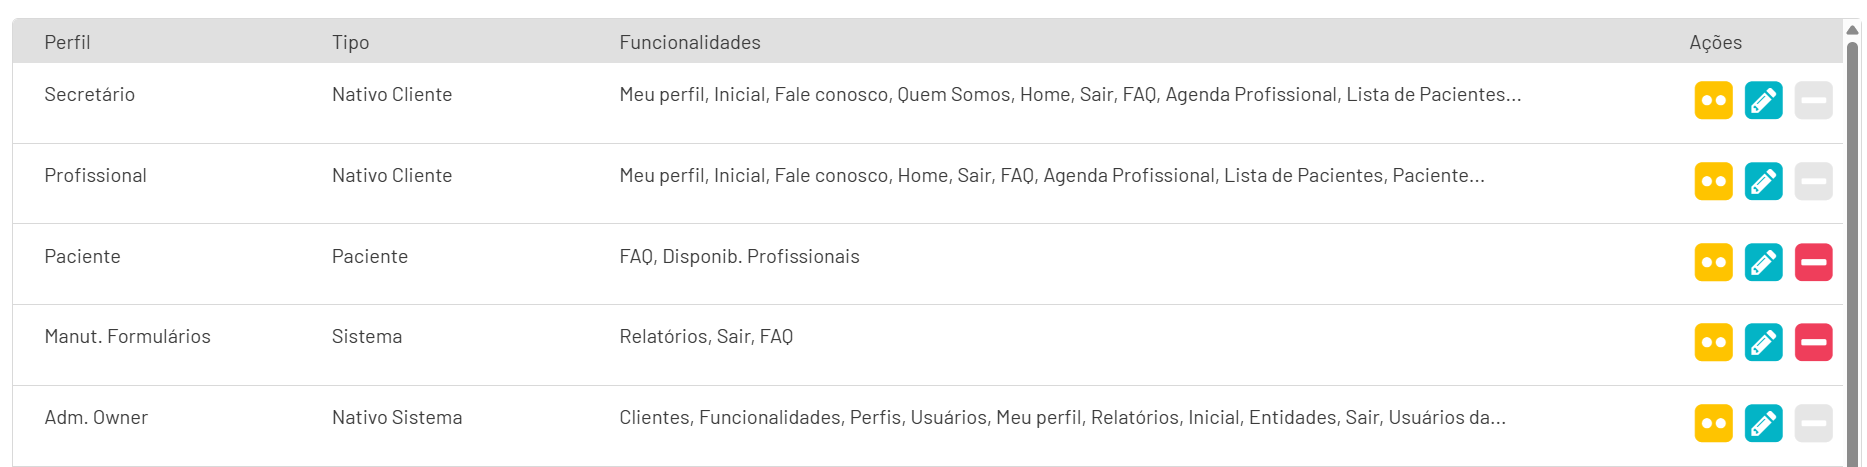 Perfil Tipo Funcionalidades Ações
Secretário Nativo Cliente Meu perfil, Inicial, Fale conosco, Quem Somos, Home, Sair, FAQ, Agenda Profissional, Lista de Pacientes...
Profissional Nativo Cliente Meu perfil, Inicial, Fale conosco, Home, Sair, FAQ, Agenda Profissional, Lista de Pacientes, Paciente...
Paciente Paciente FAQ, Disponib. Profissionais
Manut. Formulários Sistema Relatórios, Sair, FAQ
Adm. Owner Nativo Sistema Clientes, Funcionalidades, Perfis, Usuários, Meu perfil, Relatórios, Inicial, Entidades, Sair, Usuários da...